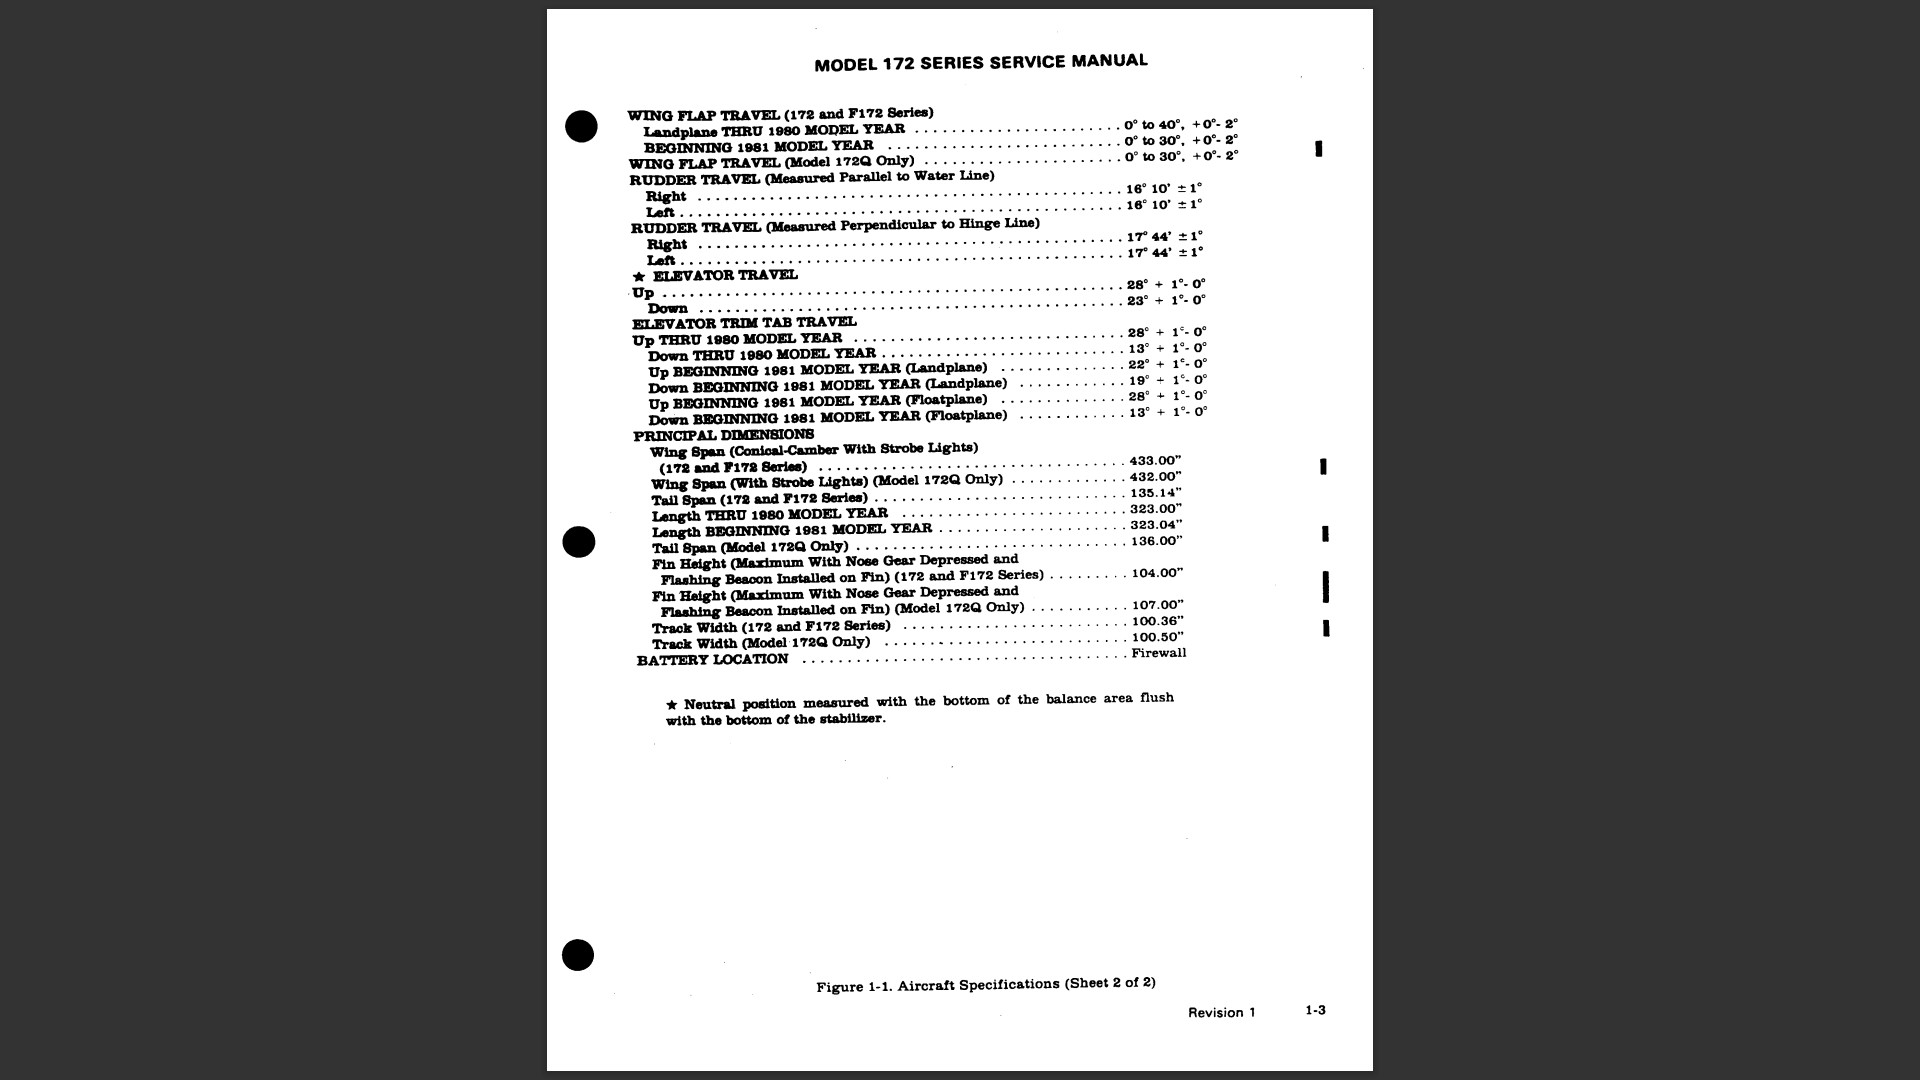 MODEL 172 SERIES SERVICE MANUAL
WING FLAP TRAVEL (172 and F172 Series)
Landplane THRU 1980 MODEL YEAR ....................... 0° to 40°, +0°- 2°
BEGINNING 1981 MODEL YEAR .......................... 0° to 30°, +0°- 2°
WING FLAP TRAVEL (Model 172Q Only) ...................... 0° to 30°, +0°- 2°
RUDDER TRAVEL (Measured Parallel to Water Line)
Right ............................................... 16° 10' ±1°
Left ................................................. 16° 10' ±1°
RUDDER TRAVEL (Measured Perpendicular to Hinge Line)
Right ............................................... 17° 44' ±1°
Left ................................................. 17° 44' ±1°
★ ELEVATOR TRAVEL
Up ................................................... 28° + 1°- 0°
Down ............................................... 23° + 1°- 0°
ELEVATOR TRIM TAB TRAVEL
Up THRU 1980 MODEL YEAR .............................. 28° + 1°- 0°
Down THRU 1980 MODEL YEAR ........................... 13° + 1°- 0°
Up BEGINNING 1981 MODEL YEAR (Landplane) .............. 22° + 1°- 0°
Down BEGINNING 1981 MODEL YEAR (Landplane) ............ 19° + 1°- 0°
Up BEGINNING 1981 MODEL YEAR (Floatplane) .............. 28° + 1°- 0°
Down BEGINNING 1981 MODEL YEAR (Floatplane) ............ 13° + 1°- 0°
PRINCIPAL DIMENSIONS
Wing Span (Conical-Camber With Strobe Lights)
(172 and F172 Series) .................................. 433.00"
Wing Span (With Strobe Lights) (Model 172Q Only) ............. 432.00"
Tail Span (172 and F172 Series) ............................ 135.14"
Length THRU 1980 MODEL YEAR ......................... 323.00"
Length BEGINNING 1981 MODEL YEAR ..................... 323.04"
Tail Span (Model 172Q Only) .............................. 136.00"
Fin Height (Maximum With Nose Gear Depressed and
Flashing Beacon Installed on Fin) (172 and F172 Series) ......... 104.00"
Fin Height (Maximum With Nose Gear Depressed and
Flashing Beacon Installed on Fin) (Model 172Q Only) ........... 107.00"
Track Width (172 and F172 Series) ......................... 100.36"
Track Width (Model 172Q Only) ........................... 100.50"
BATTERY LOCATION .................................... Firewall
★ Neutral position measured with the bottom of the balance area flush
with the bottom of the stabilizer.
Figure 1-1. Aircraft Specifications (Sheet 2 of 2)
Revision 1 1-3